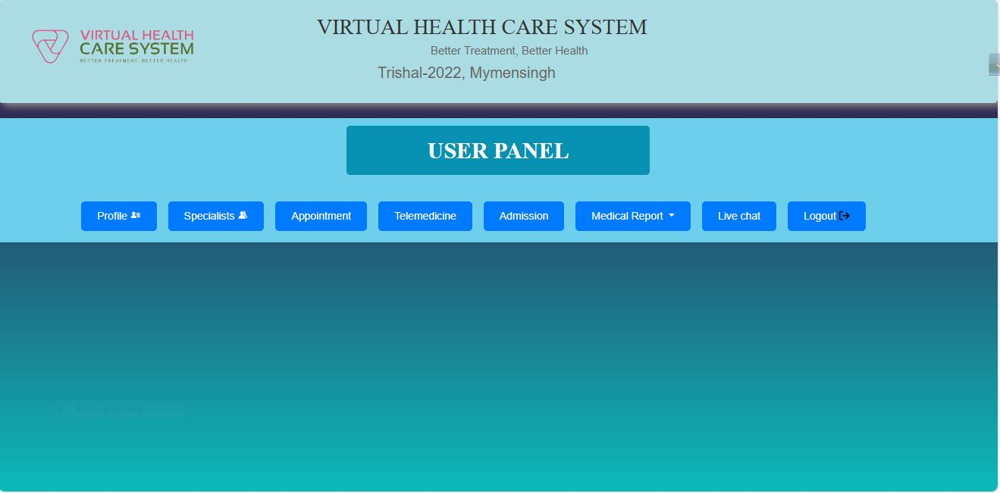 VIRTUAL HEALTH
CARE SYSTEM
BETTER TREATMENT, BETTER HEALTH
VIRTUAL HEALTH CARE SYSTEM
Better Treatment, Better Health
Trishal-2022, Mymensingh
USER PANEL
Profile Specialists Appointment Telemedicine Admission Medical Report Live chat Logout
Rectangular Snip